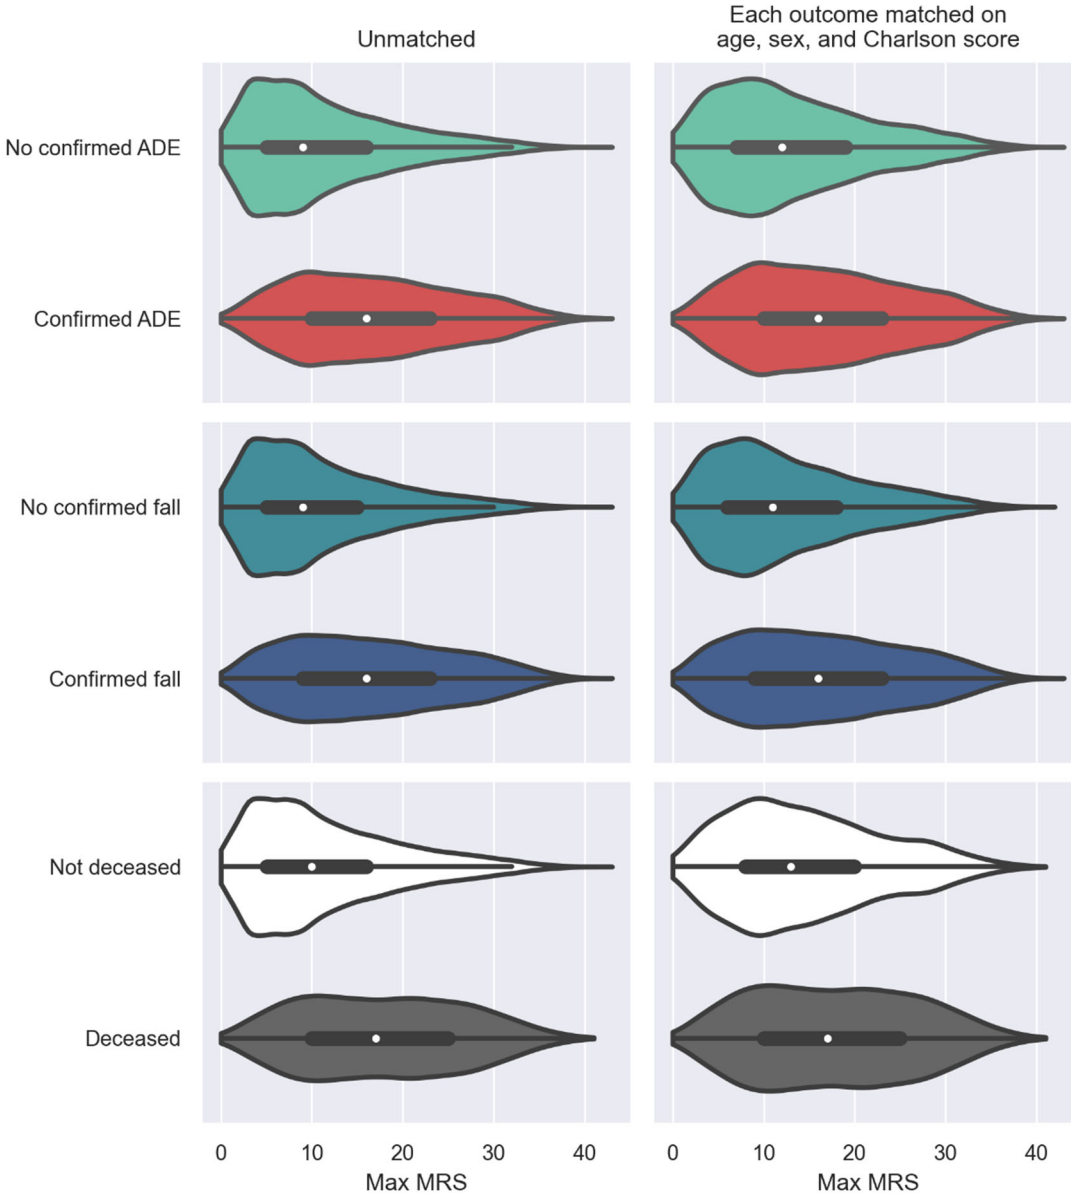 Unmatched
Each outcome matched on
age, sex, and Charlson score
No confirmed ADE
Confirmed ADE
No confirmed fall
Confirmed fall
Not deceased
Deceased
0 10 20 30 40
0 10 20 30 40
Max MRS
Max MRS